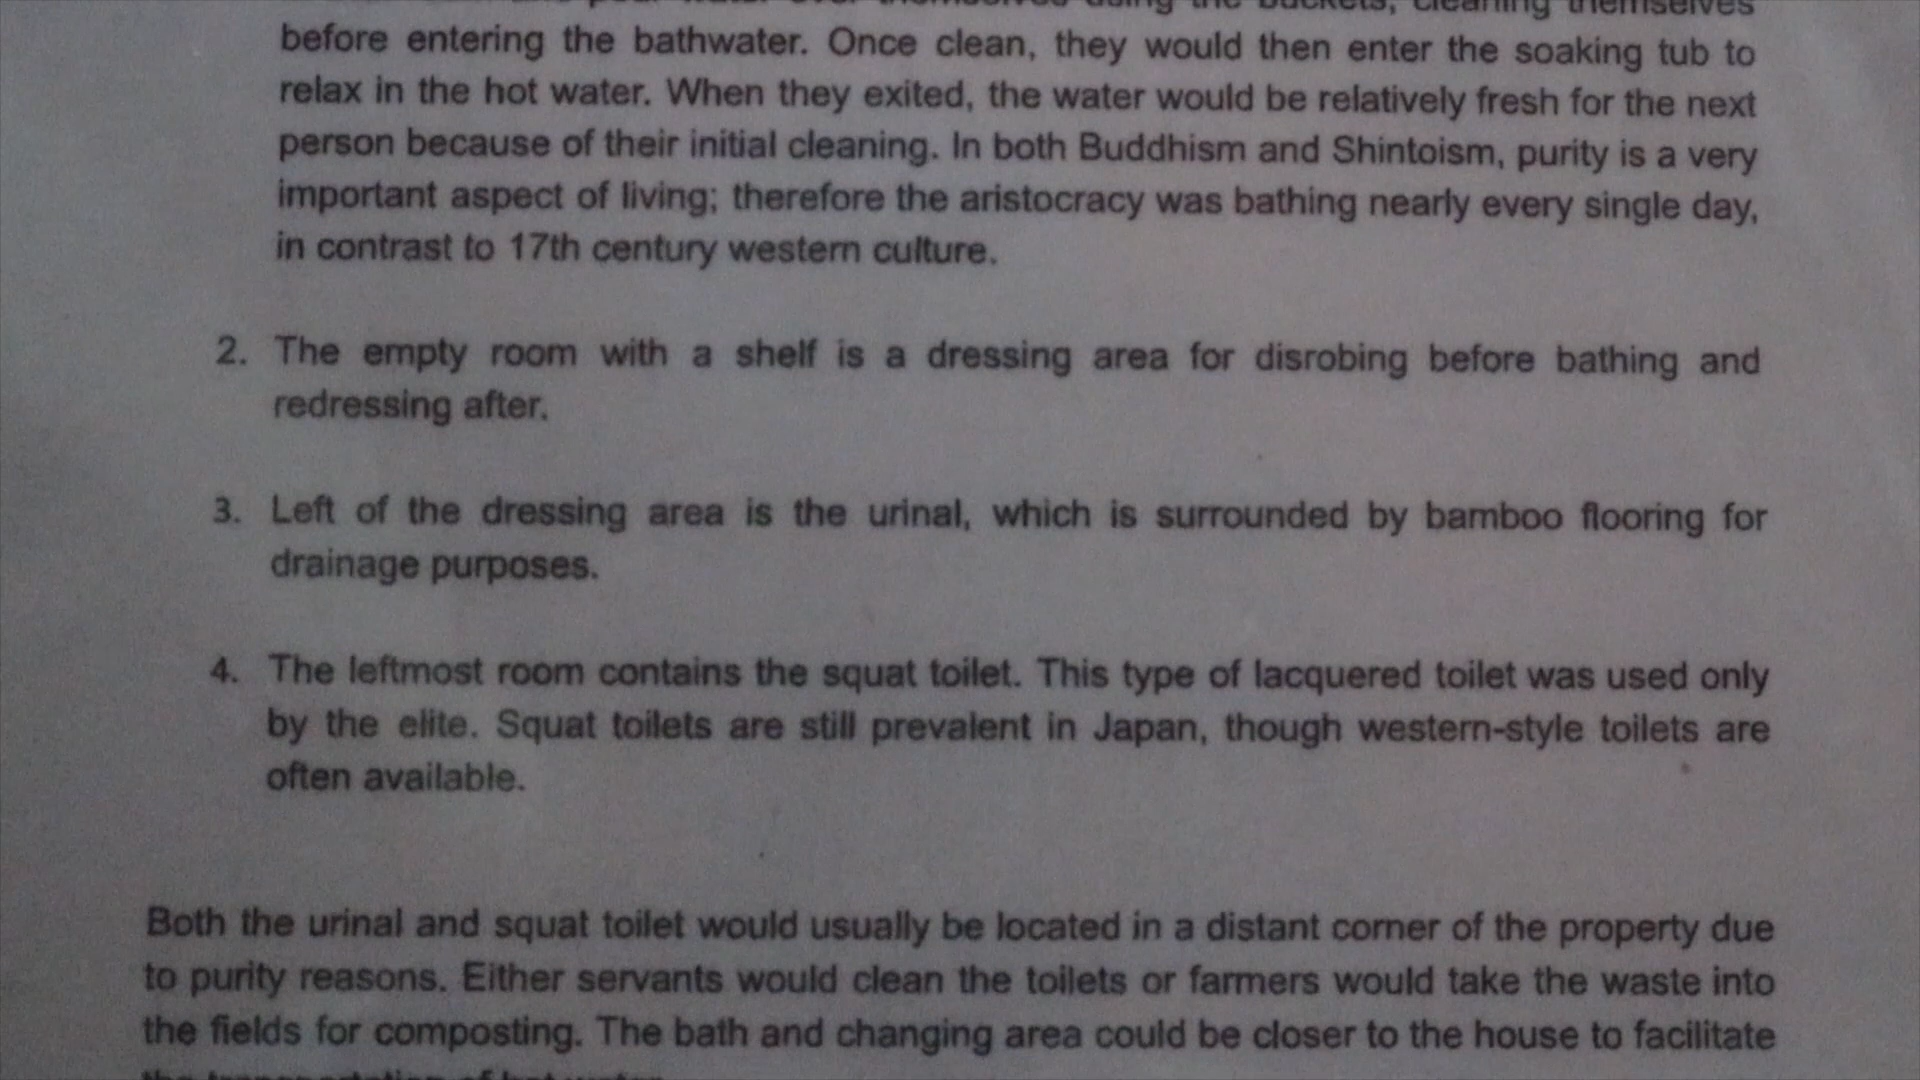 water over themselves using the buckets, cleaning themselves
before entering the bathwater. Once clean, they would then enter the soaking tub to
relax in the hot water. When they exited, the water would be relatively fresh for the next
person because of their initial cleaning. In both Buddhism and Shintoism, purity is a very
important aspect of living; therefore the aristocracy was bathing nearly every single day,
in contrast to 17th century western culture.
2. The empty room with a shelf is a dressing area for disrobing before bathing and
redressing after.
3. Left of the dressing area is the urinal, which is surrounded by bamboo flooring for
drainage purposes.
4. The leftmost room contains the squat toilet. This type of lacquered toilet was used only
by the elite. Squat toilets are still prevalent in Japan, though western-style toilets are
often available.
Both the urinal and squat toilet would usually be located in a distant corner of the property due
to purity reasons. Either servants would clean the toilets or farmers would take the waste into
the fields for composting. The bath and changing area could be closer to the house to facilitate